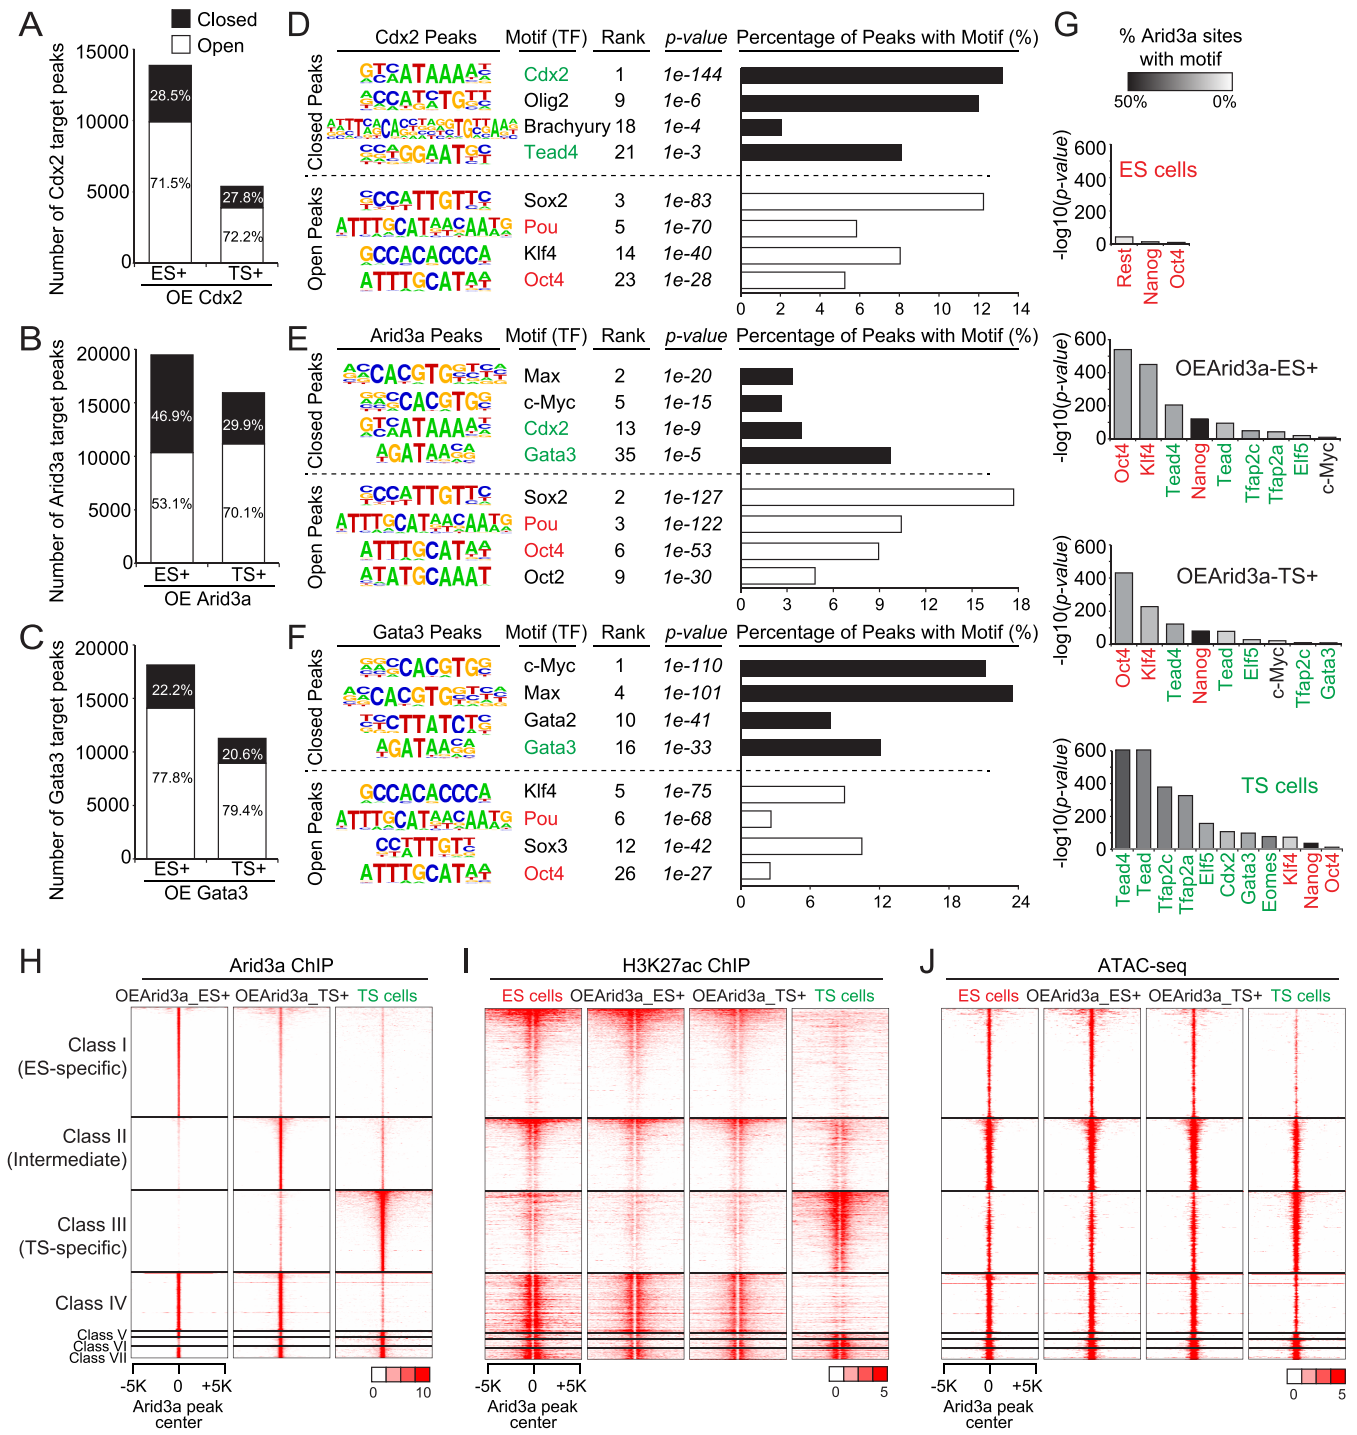 A
Closed
Open
Number of Cdx2 target peaks
15000
10000
5000
0
28.5%
71.5%
27.8%
72.2%
ES+ TS+
OE Cdx2
B
Number of Arid3a target peaks
20000
15000
10000
5000
0
46.9%
53.1%
29.9%
70.1%
ES+ TS+
OE Arid3a
C
Number of Gata3 target peaks
20000
15000
10000
5000
0
22.2%
77.8%
20.6%
79.4%
ES+ TS+
OE Gata3
D
Cdx2 Peaks Motif (TF) Rank p-value Percentage of Peaks with Motif (%)
Closed Peaks
Cdx2 1 1e-144
Olig2 9 1e-6
Brachyury 18 1e-4
Tead4 21 1e-3
Open Peaks
Sox2 3 1e-83
Pou 5 1e-70
Klf4 14 1e-40
Oct4 23 1e-28
0 2 4 6 8 10 12 14
E
Arid3a Peaks Motif (TF) Rank p-value Percentage of Peaks with Motif (%)
Closed Peaks
Max 2 1e-20
c-Myc 5 1e-15
Cdx2 13 1e-9
Gata3 35 1e-5
Open Peaks
Sox2 2 1e-127
Pou 3 1e-122
Oct4 6 1e-53
Oct2 9 1e-30
0 3 6 9 12 15 18
F
Gata3 Peaks Motif (TF) Rank p-value Percentage of Peaks with Motif (%)
Closed Peaks
c-Myc 1 1e-110
Max 4 1e-101
Gata2 10 1e-41
Gata3 16 1e-33
Open Peaks
Klf4 5 1e-75
Pou 6 1e-68
Sox3 12 1e-42
Oct4 26 1e-27
0 6 12 18 24
G
% Arid3a sites
with motif
50% 0%
-log10(p-value)
600
400
200
0
ES cells
Rest Nanog Oct4
-log10(p-value)
600
400
200
0
OEArid3a-ES+
Oct4 Klf4 Tead4 Nanog Tead Tfap2c Tfap2a Elf5 c-Myc
-log10(p-value)
600
400
200
0
OEArid3a-TS+
Oct4 Klf4 Tead4 Nanog Tead Elf5 c-Myc Tfap2c Gata3
-log10(p-value)
600
400
200
0
TS cells
Tead4 Tead Tfap2c Tfap2a Elf5 Cdx2 Gata3 Eomes Klf4 Nanog Oct4
H
Arid3a ChIP
OEArid3a_ES+ OEArid3a_TS+ TS cells
Class I
(ES-specific)
Class II
(Intermediate)
Class III
(TS-specific)
Class IV
Class V
Class VI
Class VII
-5K 0 +5K
Arid3a peak
center
0 10
I
H3K27ac ChIP
ES cells OEArid3a_ES+ OEArid3a_TS+ TS cells
-5K 0 +5K
Arid3a peak
center
0 5
J
ATAC-seq
ES cells OEArid3a_ES+ OEArid3a_TS+ TS cells
-5K 0 +5K
Arid3a peak
center
0 5